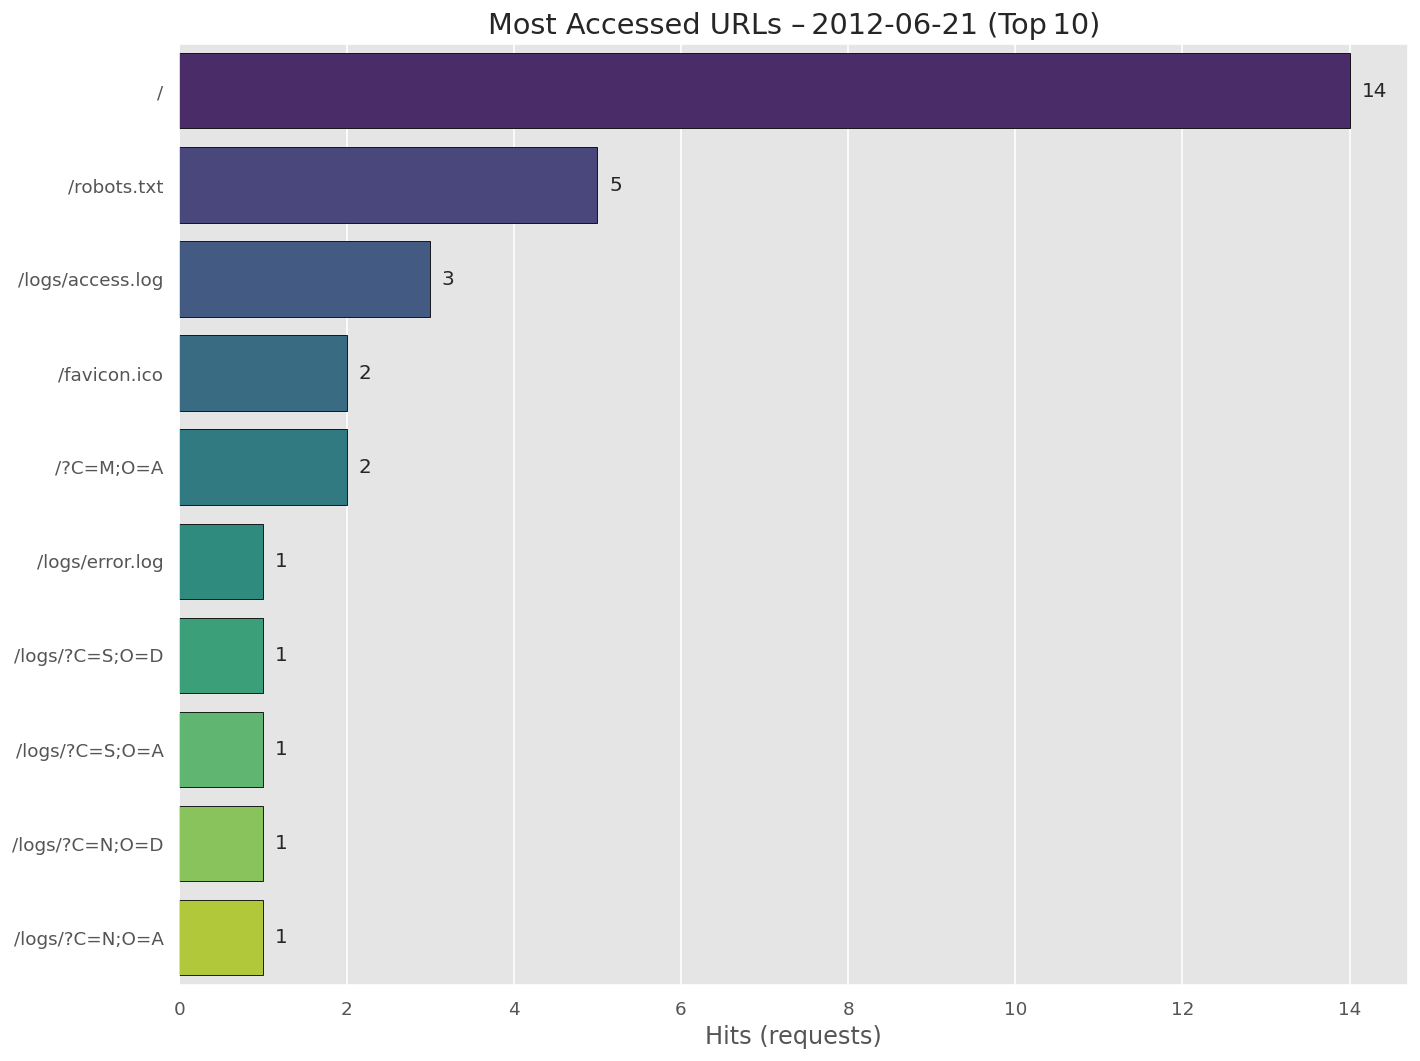 Most Accessed URLs – 2012-06-21 (Top 10)
/ 14
/robots.txt 5
/logs/access.log 3
/favicon.ico 2
/?C=M;O=A 2
/logs/error.log 1
/logs/?C=S;O=D 1
/logs/?C=S;O=A 1
/logs/?C=N;O=D 1
/logs/?C=N;O=A 1
0 2 4 6 8 10 12 14
Hits (requests)